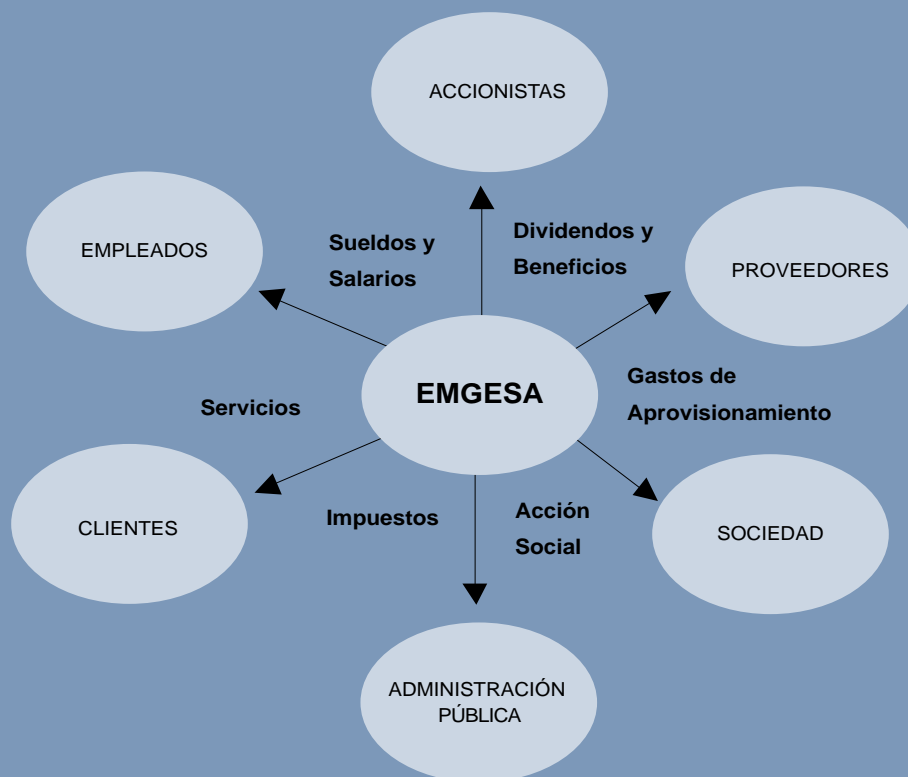 ACCIONISTAS
EMPLEADOS
Sueldos y
Salarios
Dividendos y
Beneficios
PROVEEDORES
EMGESA
Gastos de
Aprovisionamiento
Servicios
CLIENTES
Impuestos
Acción
Social
SOCIEDAD
ADMINISTRACIÓN
PÚBLICA